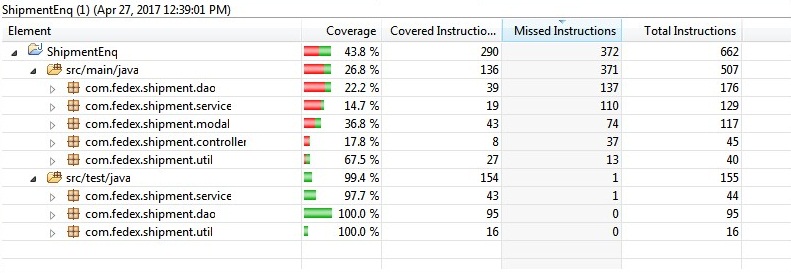 ShipmentEnq (1) (Apr 27, 2017 12:39:01 PM)
Element Coverage Covered Instructio... Missed Instructions Total Instructions
ShipmentEnq 43.8 % 290 372 662
src/main/java 26.8 % 136 371 507
com.fedex.shipment.dao 22.2 % 39 137 176
com.fedex.shipment.service 14.7 % 19 110 129
com.fedex.shipment.modal 36.8 % 43 74 117
com.fedex.shipment.controller 17.8 % 8 37 45
com.fedex.shipment.util 67.5 % 27 13 40
src/test/java 99.4 % 154 1 155
com.fedex.shipment.service 97.7 % 43 1 44
com.fedex.shipment.dao 100.0 % 95 0 95
com.fedex.shipment.util 100.0 % 16 0 16